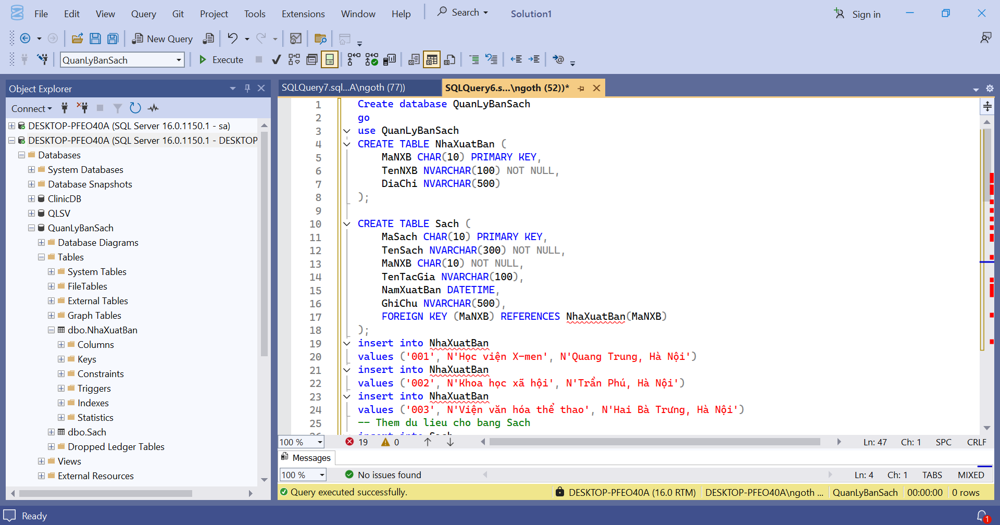 File Edit View Query Git Project Tools Extensions Window Help Search Solution1 Sign in
New Query
QuanLyBanSach Execute
Object Explorer
Connect
DESKTOP-PFEO40A (SQL Server 16.0.1150.1 - sa)
DESKTOP-PFEO40A (SQL Server 16.0.1150.1 - DESKTOP
Databases
System Databases
Database Snapshots
ClinicDB
QLSV
QuanLyBanSach
Database Diagrams
Tables
System Tables
FileTables
External Tables
Graph Tables
dbo.NhaXuatBan
Columns
Keys
Constraints
Triggers
Indexes
Statistics
dbo.Sach
Dropped Ledger Tables
Views
External Resources
SQLQuery7.sql...A\ngoth (77)) SQLQuery6.s...\ngoth (52))*
1 Create database QuanLyBanSach
2 go
3 use QuanLyBanSach
4 CREATE TABLE NhaXuatBan (
5 MaNXB CHAR(10) PRIMARY KEY,
6 TenNXB NVARCHAR(100) NOT NULL,
7 DiaChi NVARCHAR(500)
8 );
9
10 CREATE TABLE Sach (
11 MaSach CHAR(10) PRIMARY KEY,
12 TenSach NVARCHAR(300) NOT NULL,
13 MaNXB CHAR(10) NOT NULL,
14 TenTacGia NVARCHAR(100),
15 NamXuatBan DATETIME,
16 GhiChu NVARCHAR(500),
17 FOREIGN KEY (MaNXB) REFERENCES NhaXuatBan(MaNXB)
18 );
19 insert into NhaXuatBan
20 values ('001', N'Học viện X-men', N'Quang Trung, Hà Nội')
21 insert into NhaXuatBan
22 values ('002', N'Khoa học xã hội', N'Trần Phú, Hà Nội')
23 insert into NhaXuatBan
24 values ('003', N'Viện văn hóa thể thao', N'Hai Bà Trưng, Hà Nội')
25 -- Them du lieu cho bang Sach
26 insert into Sach
100 % 19 0 Ln: 47 Ch: 1 SPC CRLF
Messages
100 % No issues found Ln: 4 Ch: 1 TABS MIXED
Query executed successfully. DESKTOP-PFEO40A (16.0 RTM) DESKTOP-PFEO40A\ngoth ... QuanLyBanSach 00:00:00 0 rows
Ready 1